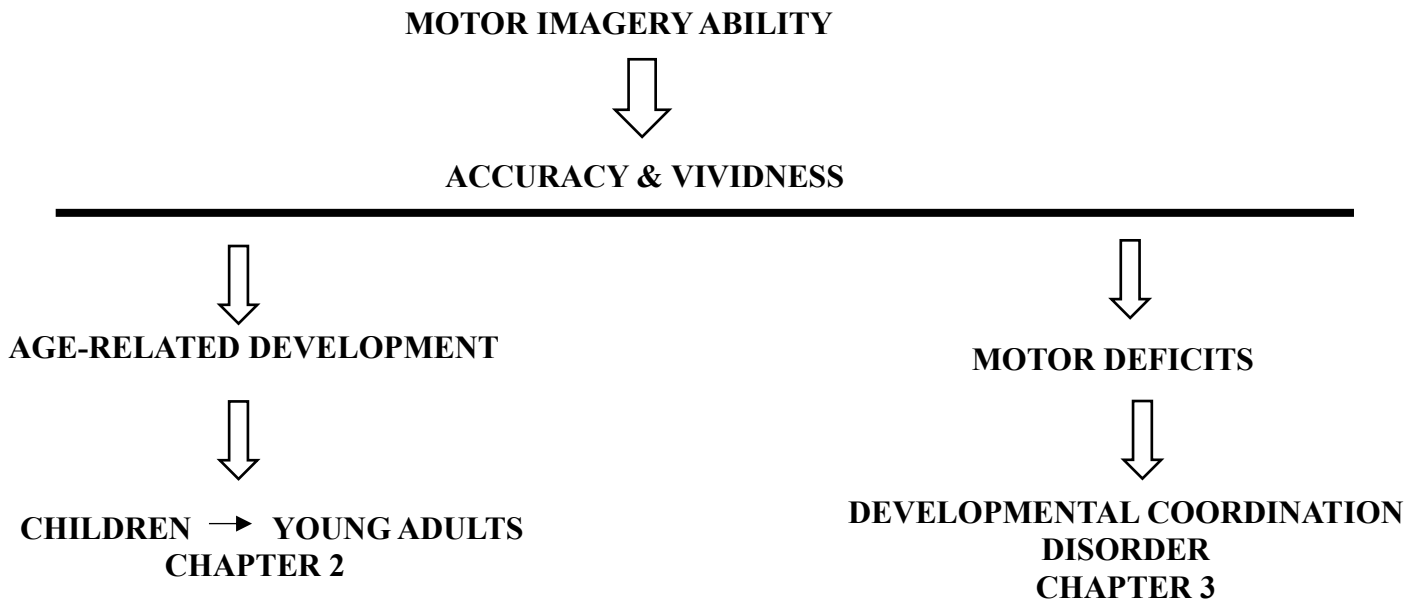 MOTOR IMAGERY ABILITY
ACCURACY & VIVIDNESS
AGE-RELATED DEVELOPMENT
MOTOR DEFICITS
CHILDREN → YOUNG ADULTS
CHAPTER 2
DEVELOPMENTAL COORDINATION
DISORDER
CHAPTER 3